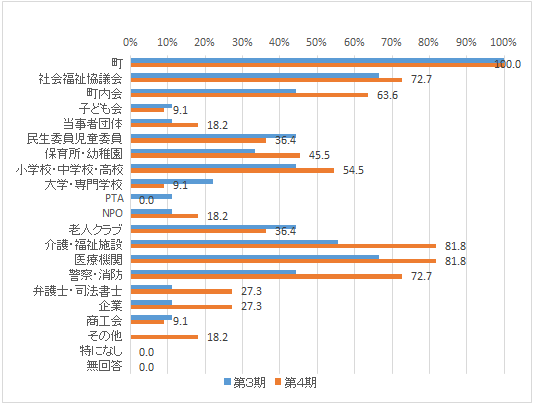 0% 10% 20% 30% 40% 50% 60% 70% 80% 90% 100%
町 100.0
社会福祉協議会 72.7
町内会 63.6
子ども会 9.1
当事者団体 18.2
民生委員児童委員 36.4
保育所・幼稚園 45.5
小学校・中学校・高校 54.5
大学・専門学校 9.1
PTA 0.0
NPO 18.2
老人クラブ 36.4
介護・福祉施設 81.8
医療機関 81.8
警察・消防 72.7
弁護士・司法書士 27.3
企業 27.3
商工会 9.1
その他 18.2
特になし 0.0
無回答 0.0
第3期 第4期